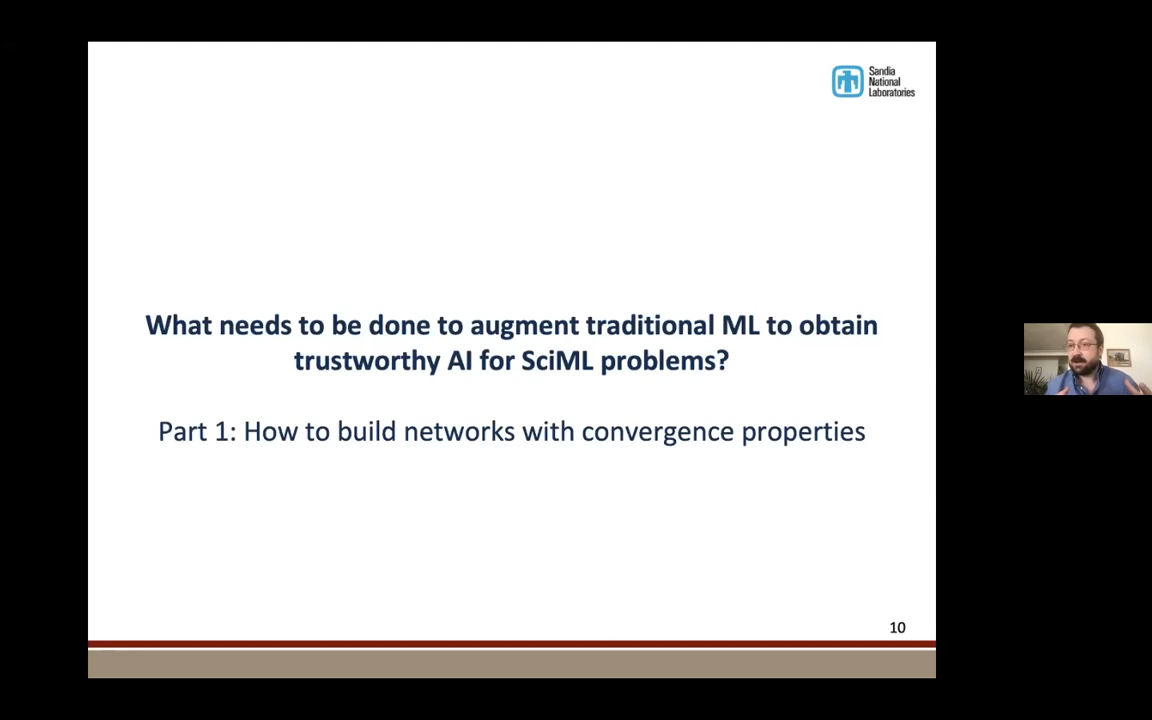 Sandia
National
Laboratories
What needs to be done to augment traditional ML to obtain
trustworthy AI for SciML problems?
Part 1: How to build networks with convergence properties
10